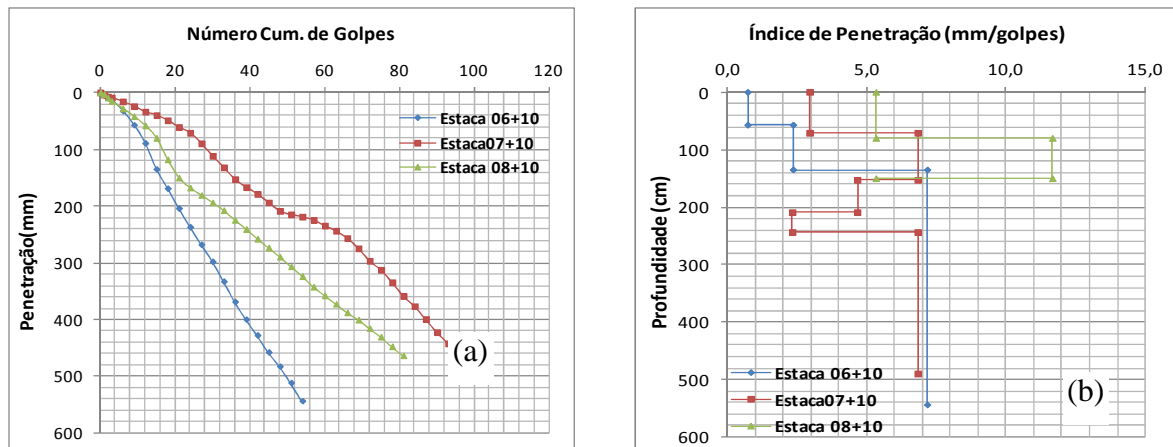 Número Cum. de Golpes
0 20 40 60 80 100 120
0
100
200
300
400
500
600
Penetração(mm)
Estaca 06+10
Estaca07+10
Estaca 08+10
(a)
Índice de Penetração (mm/golpes)
0,0 5,0 10,0 15,0
0
100
200
300
400
500
600
Profundidade (cm)
Estaca 06+10
Estaca07+10
Estaca 08+10
(b)